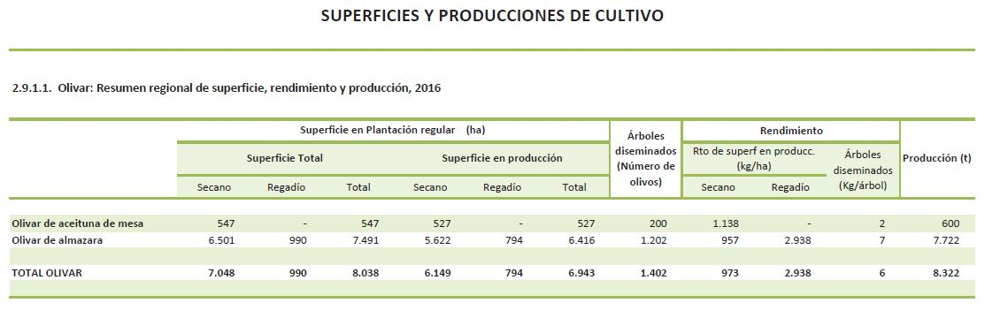 SUPERFICIES Y PRODUCCIONES DE CULTIVO
2.9.1.1. Olivar: Resumen regional de superficie, rendimiento y producción, 2016
Superficie en Plantación regular (ha) Árboles diseminados (Número de olivos) Rendimiento Producción (t)
Superficie Total Superficie en producción Rto de superf en producc. (kg/ha) Árboles diseminados (Kg/árbol)
Secano Regadío Total Secano Regadío Total Secano Regadío
Olivar de aceituna de mesa 547 - 547 527 - 527 200 1.138 - 2 600
Olivar de almazara 6.501 990 7.491 5.622 794 6.416 1.202 957 2.938 7 7.722
TOTAL OLIVAR 7.048 990 8.038 6.149 794 6.943 1.402 973 2.938 6 8.322